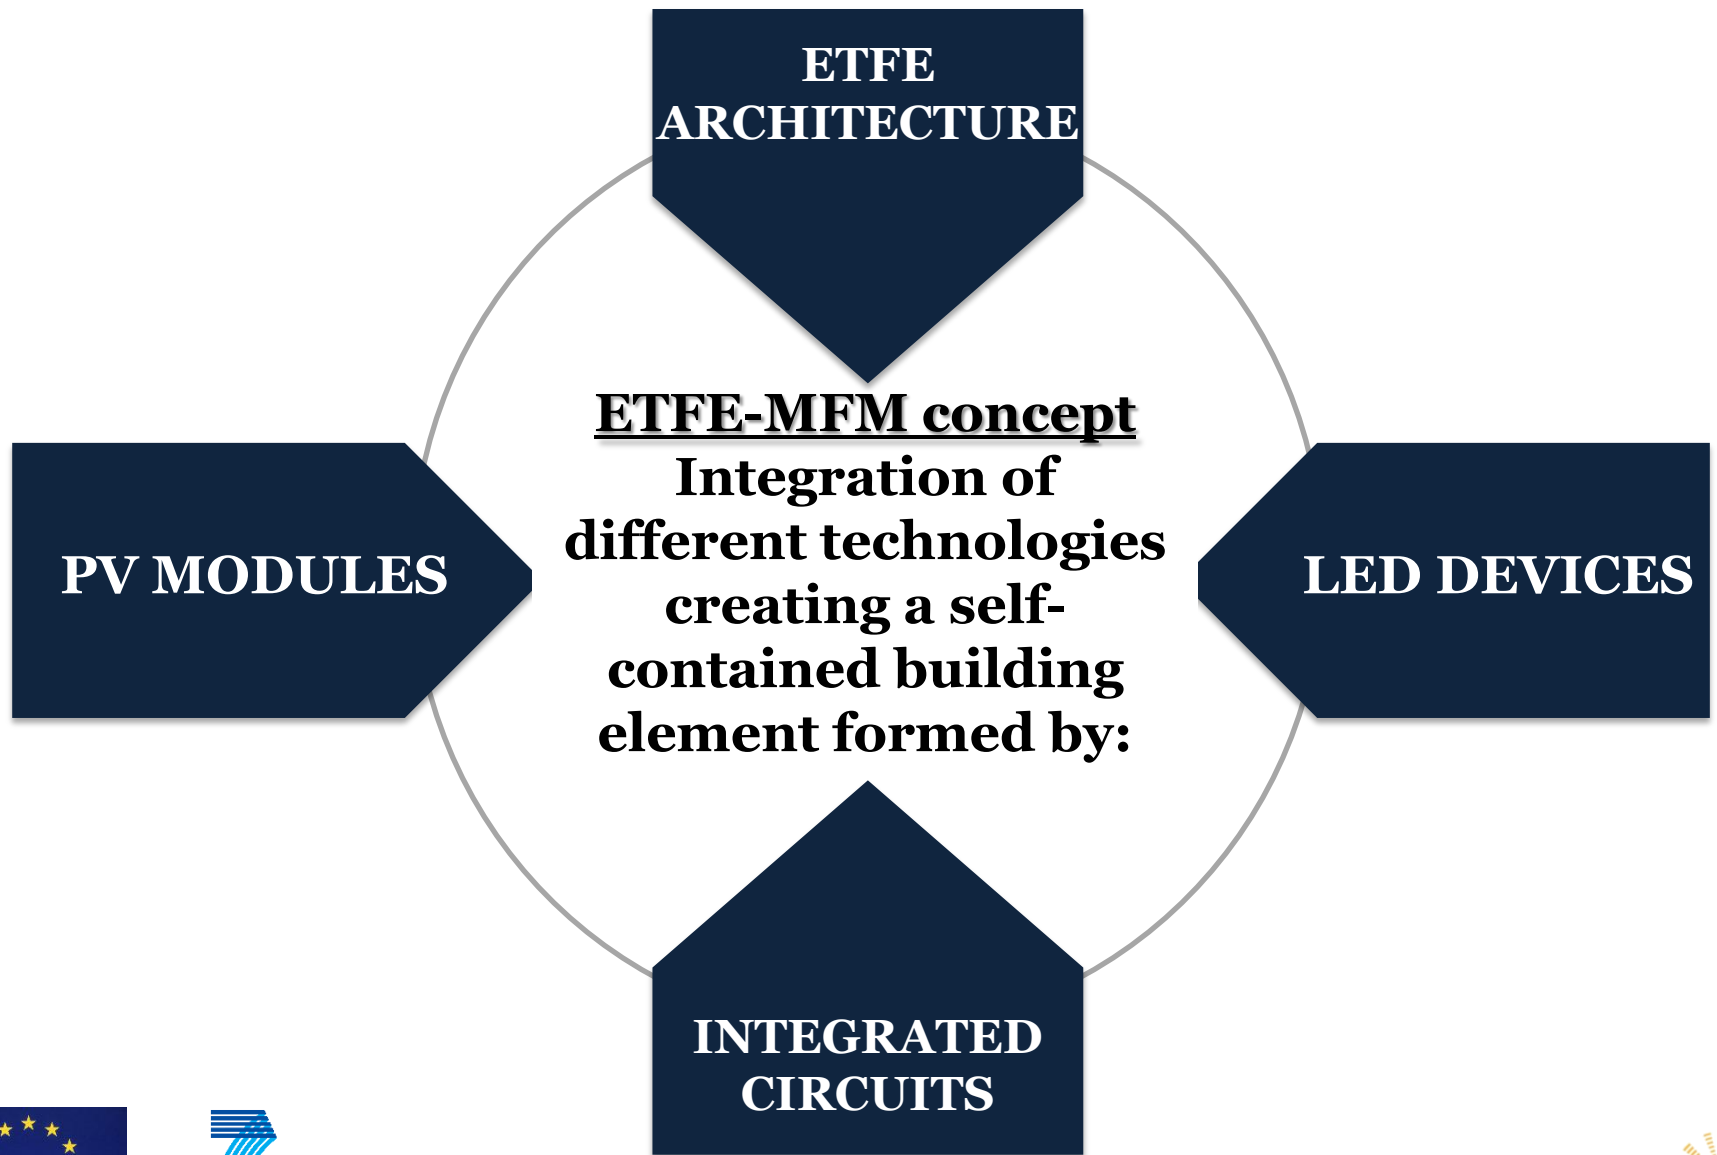 ETFE
ARCHITECTURE
ETFE-MFM concept
Integration of
different technologies
creating a self-
contained building
element formed by:
PV MODULES
LED DEVICES
INTEGRATED
CIRCUITS